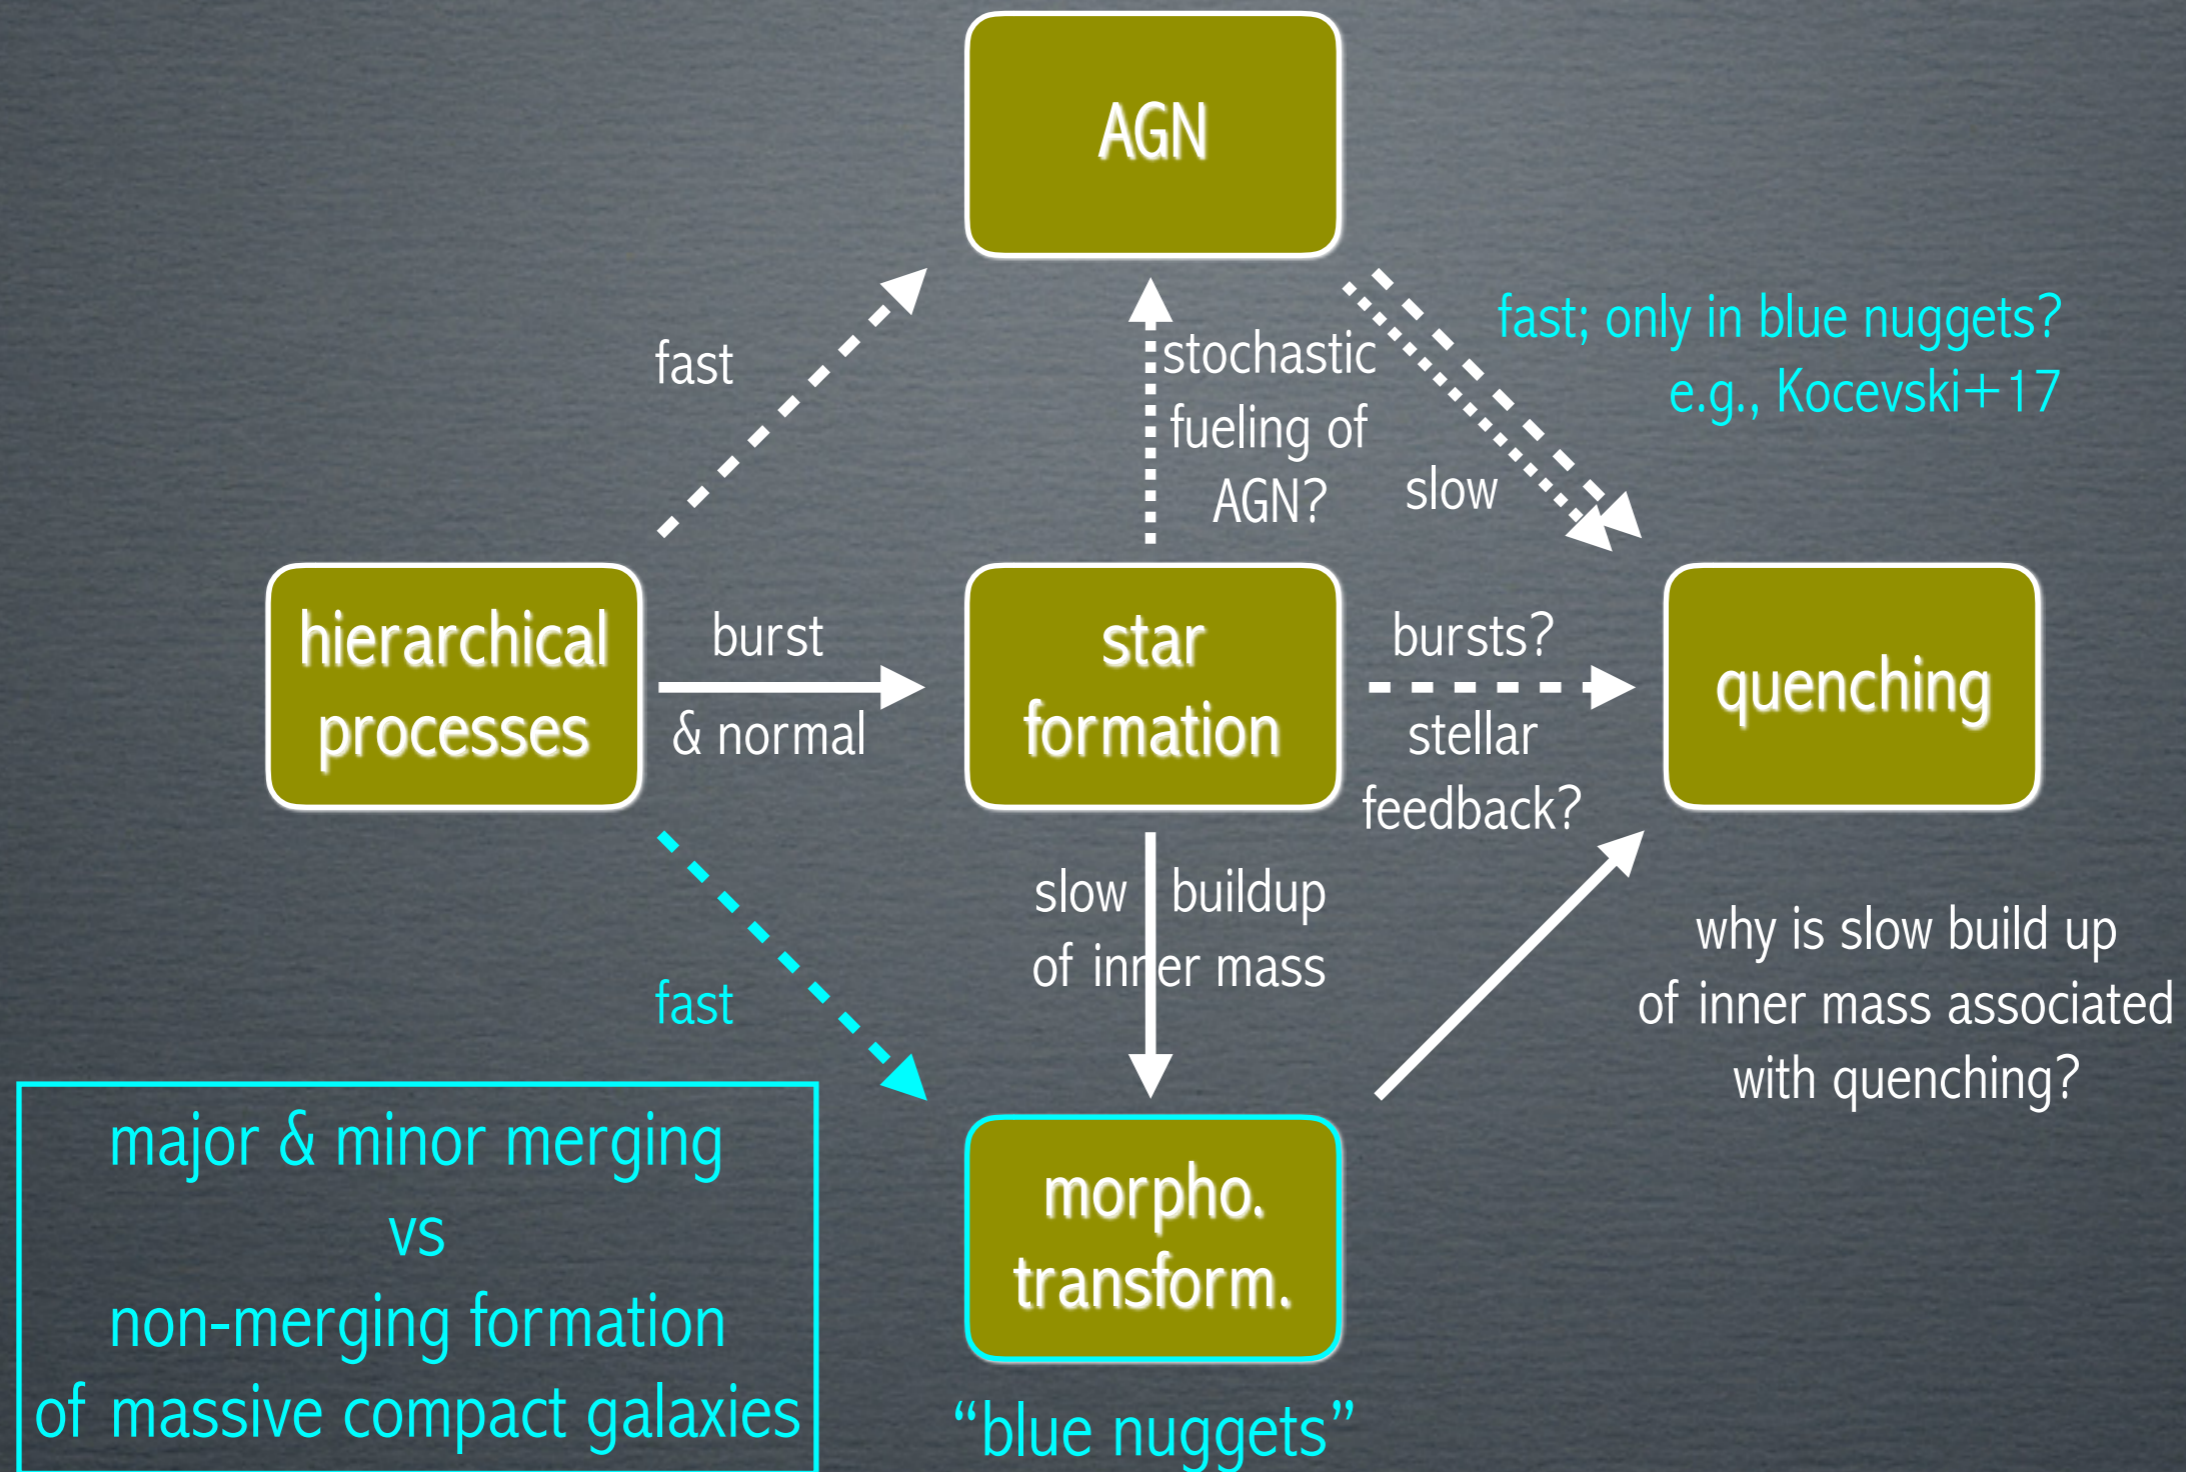 AGN
fast; only in blue nuggets?
e.g., Kocevski+17
fast
stochastic
fueling of
AGN?
slow
hierarchical
processes
burst
& normal
star
formation
bursts?
stellar
feedback?
quenching
slow buildup
of inner mass
why is slow build up
of inner mass associated
with quenching?
fast
major & minor merging
vs
non-merging formation
of massive compact galaxies
morpho.
transform.
“blue nuggets”